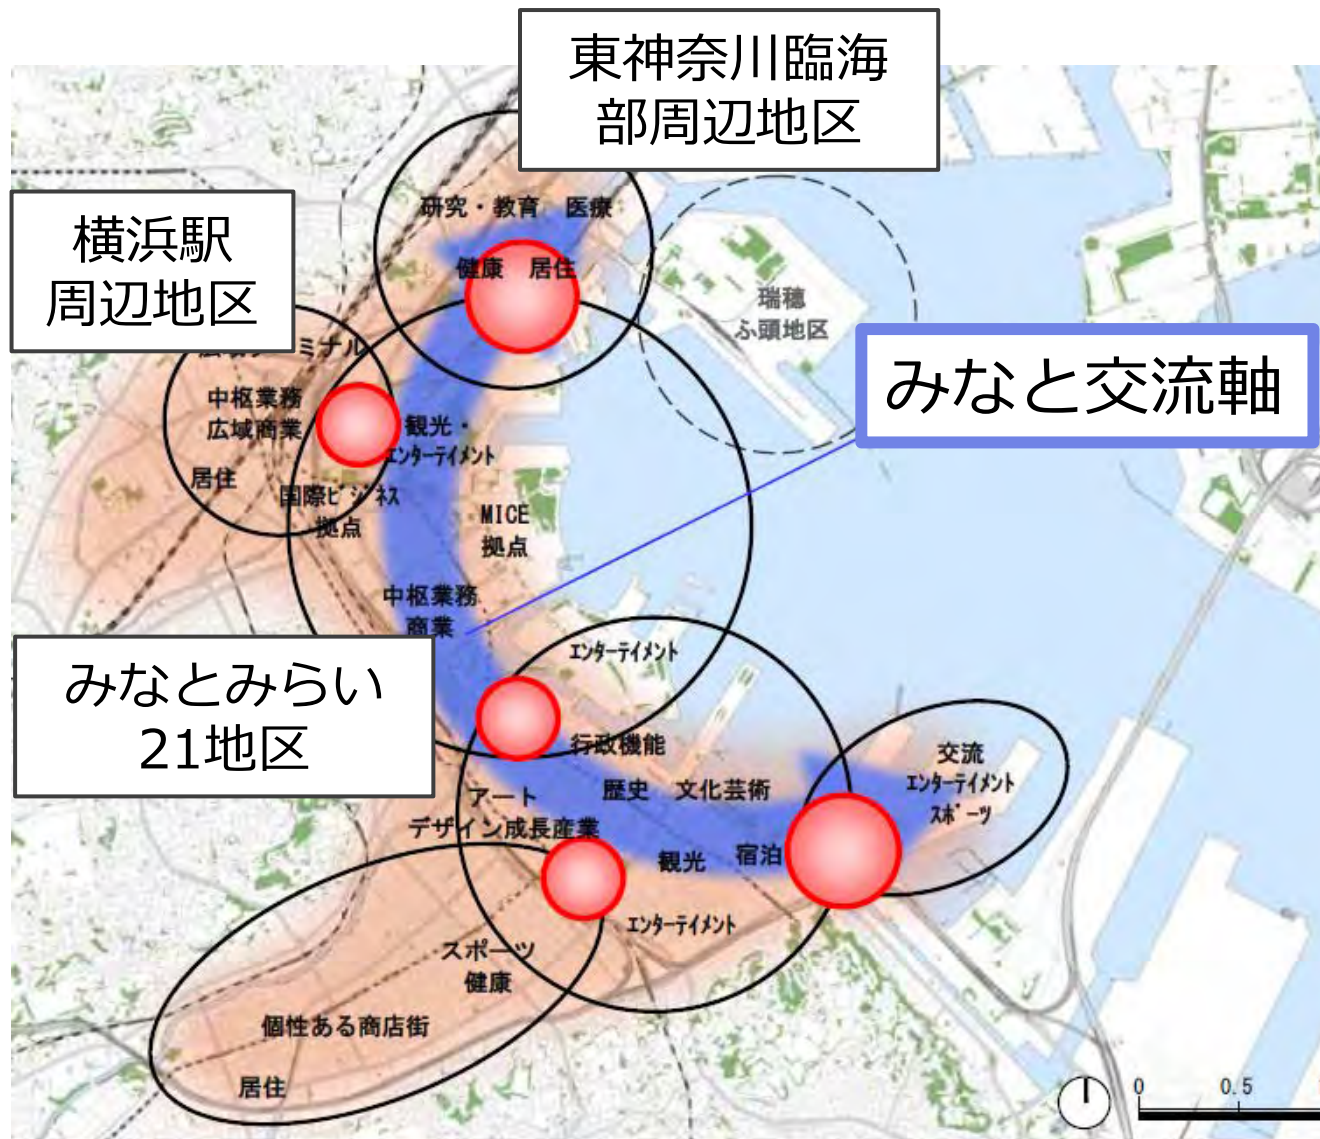 東神奈川臨海
部周辺地区
研究・教育 医療
横浜駅
周辺地区
健康 居住
瑞穂
ふ頭地区
みなと交流軸
中枢業務
広域商業
観光・
エンターテイメント
居住
国際ビジネス
拠点
MICE
拠点
中枢業務
商業
エンターテイメント
みなとみらい
21地区
行政機能
交流
エンターテイメント
スポーツ
歴史 文化芸術
アート
デザイン成長産業
観光 宿泊
エンターテイメント
スポーツ
健康
個性ある商店街
居住
0 0.5